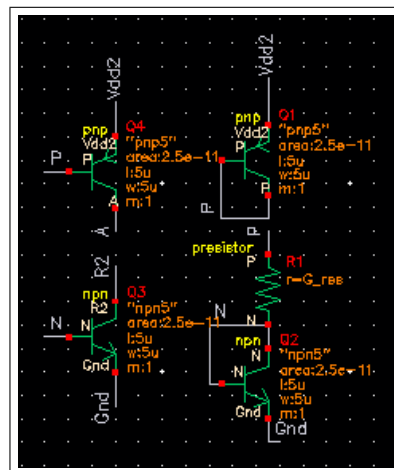 Vdd2
Vdd2
pnp
Q4
Vdd2
"pnp5"
area:2.5e-11
P
P
l:5u
w:5u
A
m:1
A
pnp
Q1
Vdd2
"pnp5"
area:2.5e-11
P
l:5u
w:5u
P
m:1
P
P
presistor
P
R1
r=G_res
N
N
R2
npn
Q3
R2
"npn5"
area:2.5e-11
N
N
l:5u
w:5u
Gnd
m:1
Gnd
npn
Q2
N
"npn5"
area:2.5e-11
N
l:5u
w:5u
Gnd
m:1
Gnd